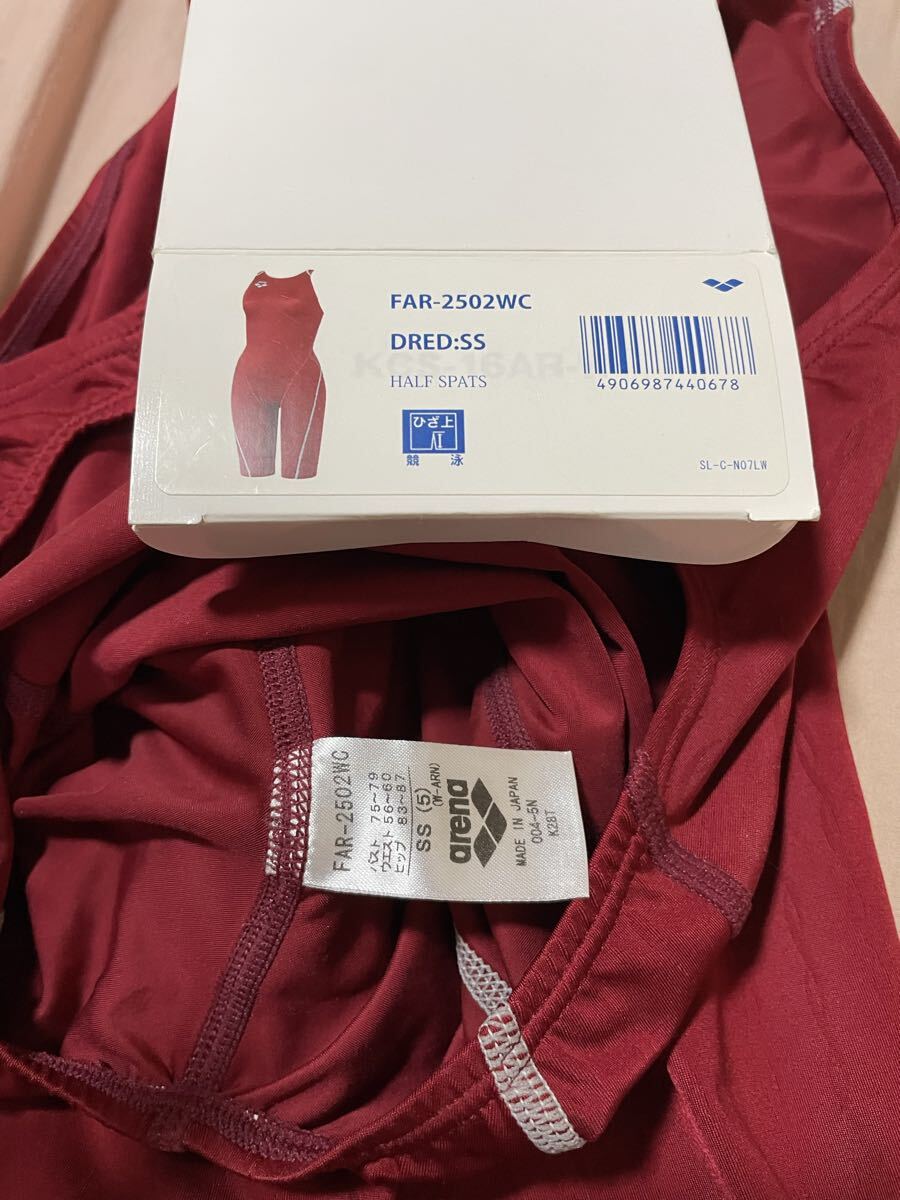 FAR-2502WC
DRED:SS
HALF SPATS
ひざ上
競泳
4906987440678
SL-C-N07LW
FAR-2502WC
バスト 75~79
ウエスト 56~60
ヒップ 83~87
SS (5)
(W-ARN)
arena
MADE IN JAPAN
004-5N
K28T